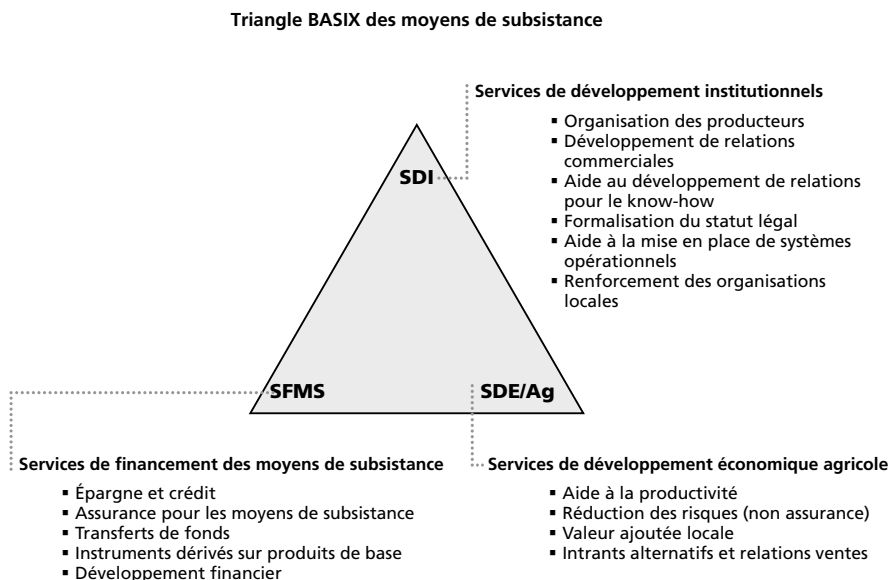 Triangle BASIX des moyens de subsistance
Services de développement institutionnels
▪ Organisation des producteurs
▪ Développement de relations
commerciales
▪ Aide au développement de relations
pour le know-how
▪ Formalisation du statut légal
▪ Aide à la mise en place de systèmes
opérationnels
▪ Renforcement des organisations
locales
SDI
SFMS
SDE/Ag
Services de financement des moyens de subsistance
▪ Épargne et crédit
▪ Assurance pour les moyens de subsistance
▪ Transferts de fonds
▪ Instruments dérivés sur produits de base
▪ Développement financier
Services de développement économique agricole
▪ Aide à la productivité
▪ Réduction des risques (non assurance)
▪ Valeur ajoutée locale
▪ Intrants alternatifs et relations ventes